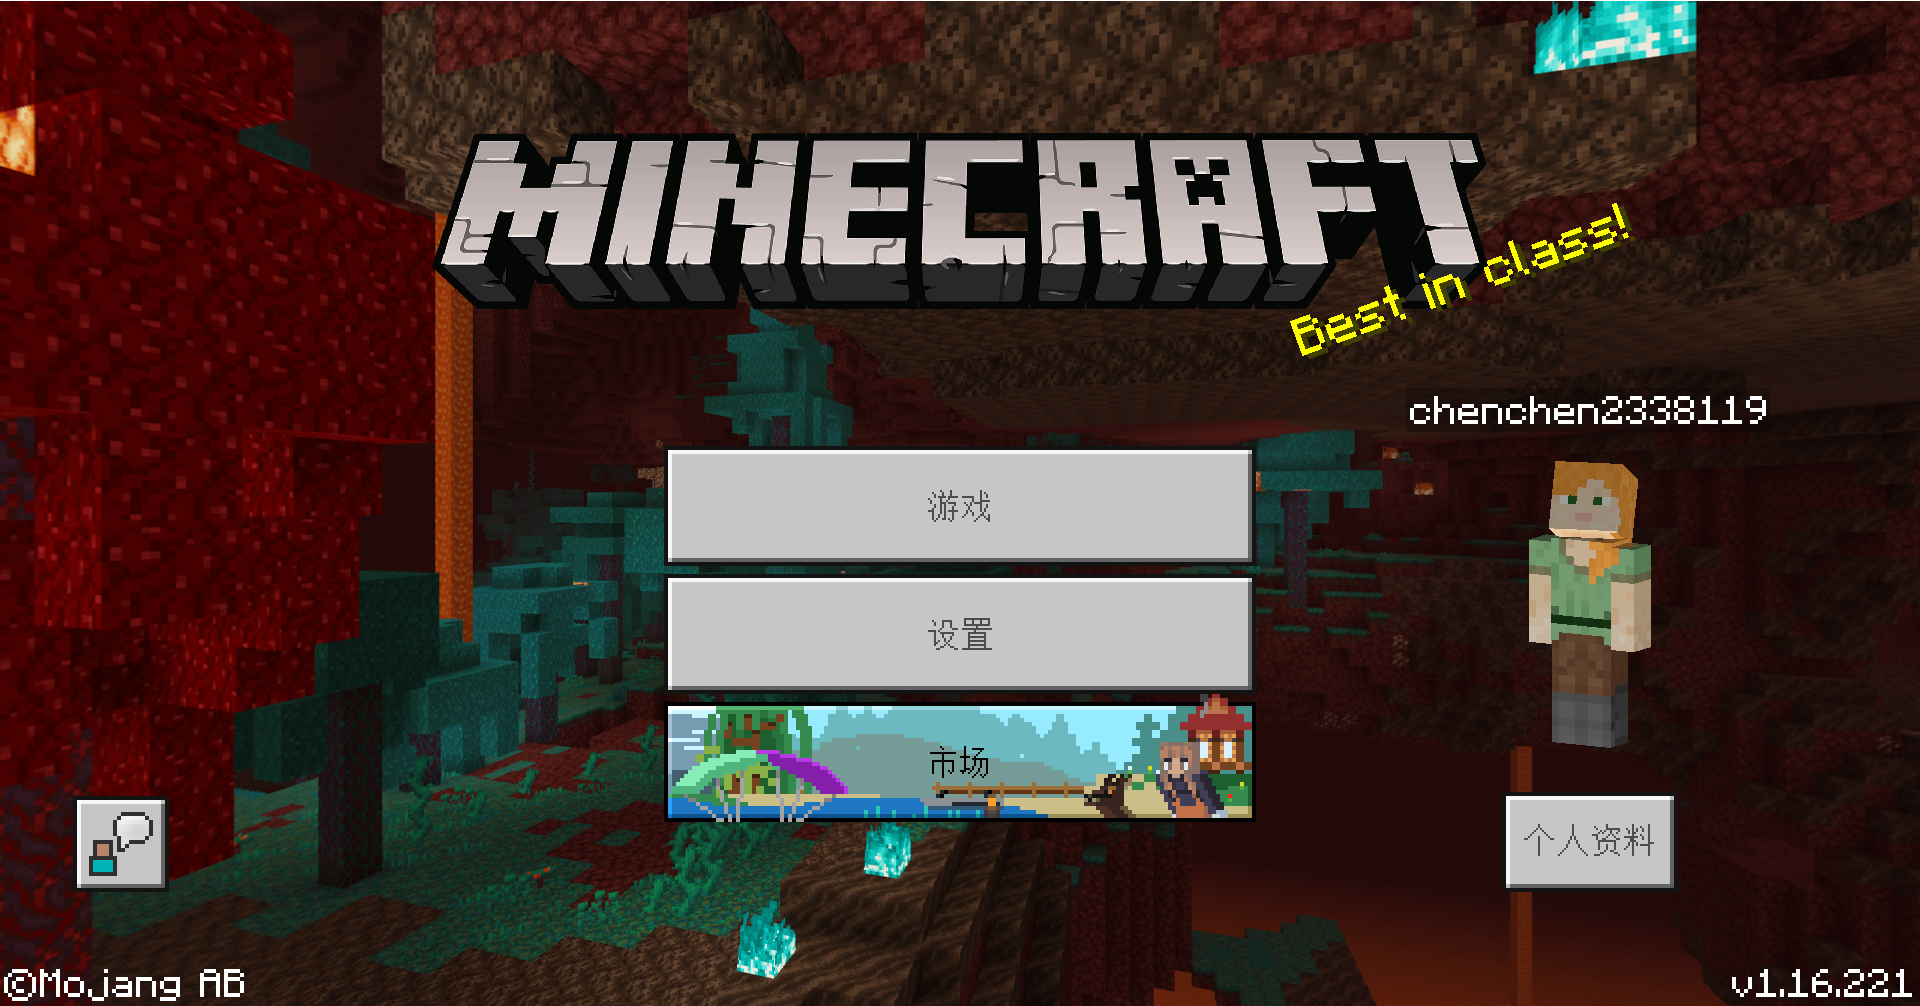 MINECRAFT
Best in class!
chenchen2338119
游戏
设置
市场
个人资料
©Mojang AB
v1.16.221